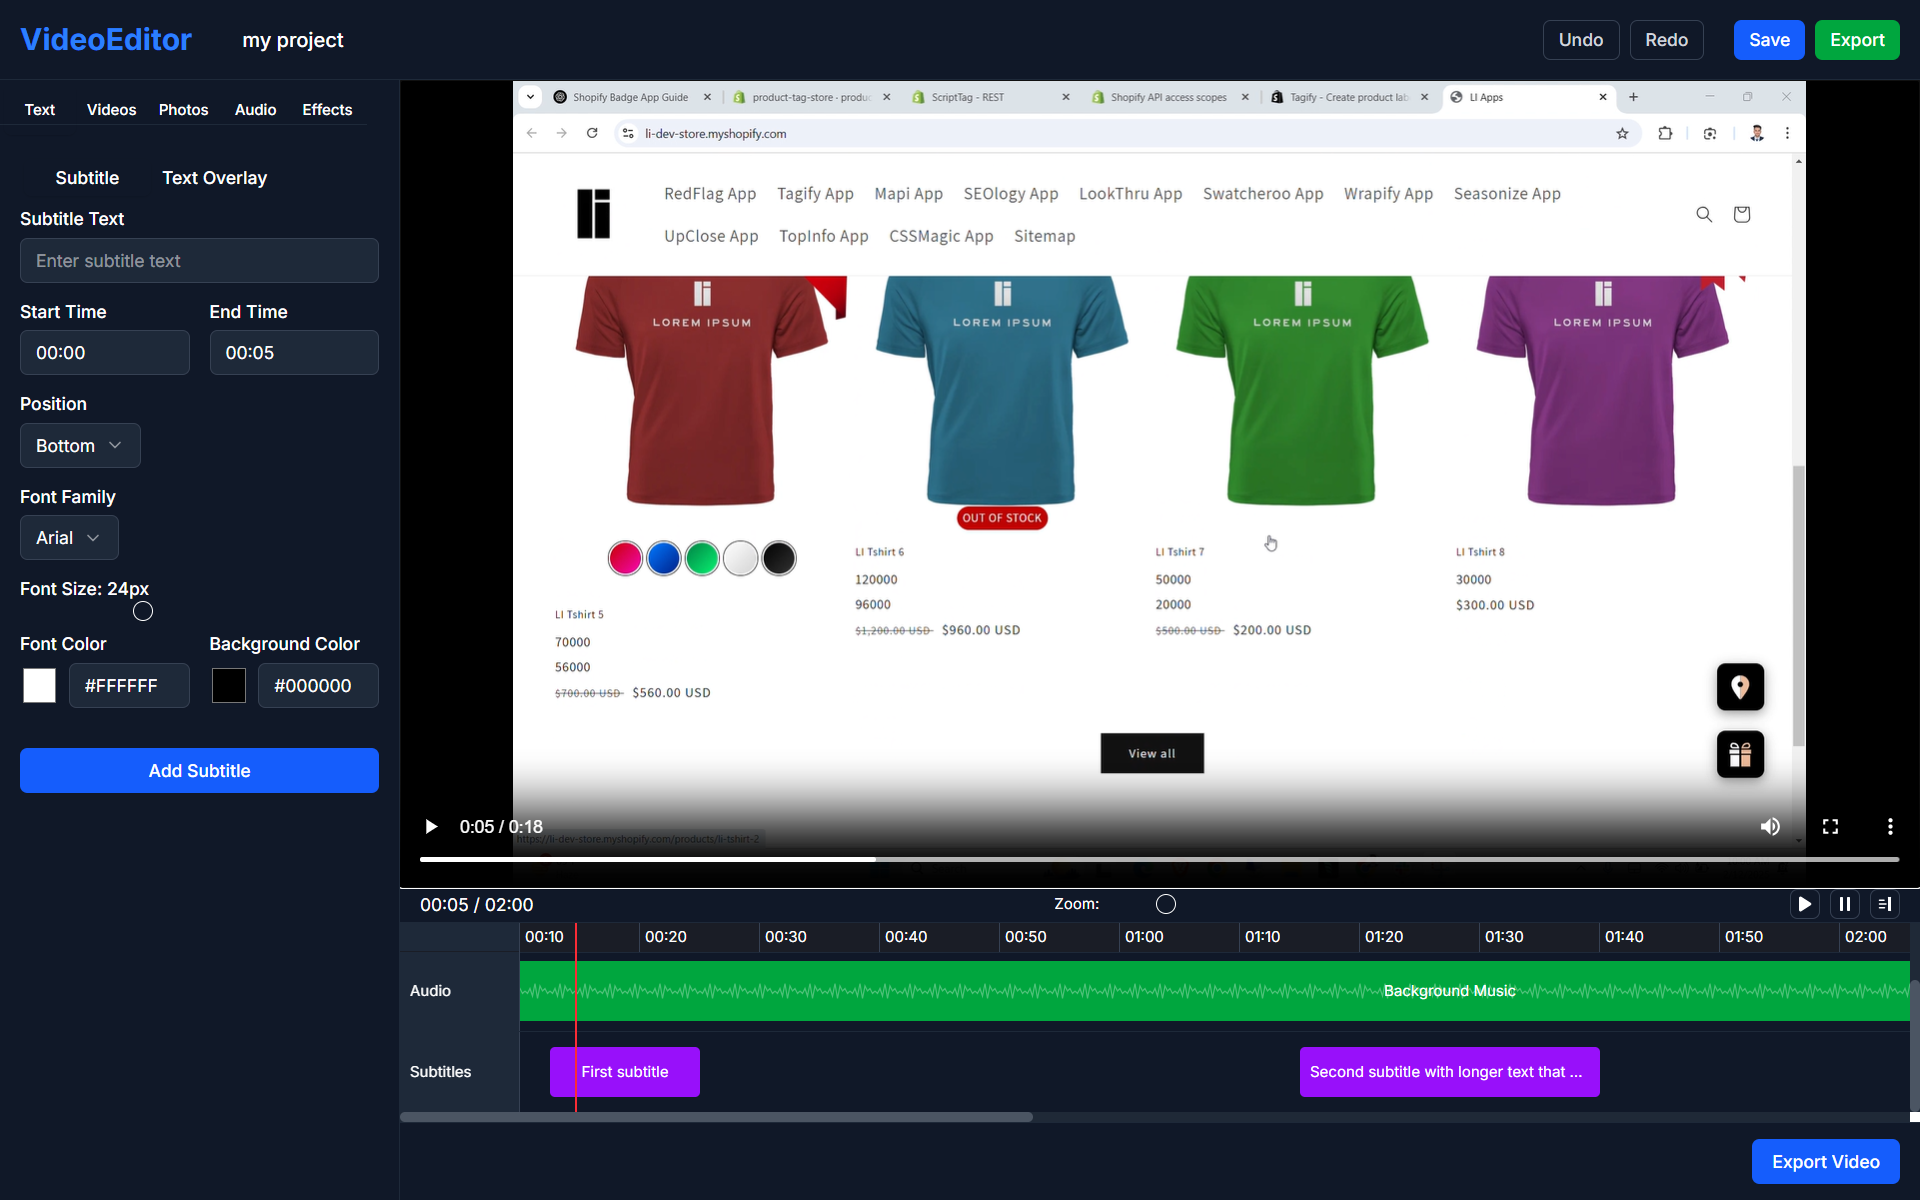 VideoEditor
my project
Undo
Redo
Save
Export
Text
Videos
Photos
Audio
Effects
Subtitle
Text Overlay
Subtitle Text
Enter subtitle text
Start Time
End Time
00:00
00:05
Position
Bottom
Font Family
Arial
Font Size: 24px
Font Color
Background Color
#FFFFFF
#000000
Add Subtitle
Shopify Badge App Guide
product-tag-store · produc
ScriptTag - REST
Shopify API access scopes
Tagify - Create product lab
LI Apps
li-dev-store.myshopify.com
RedFlag App
Tagify App
Mapi App
SEOlogy App
LookThru App
Swatcheroo App
Wrapify App
Seasonize App
UpClose App
TopInfo App
CSSMagic App
Sitemap
LOREM IPSUM
LOREM IPSUM
LOREM IPSUM
LOREM IPSUM
OUT OF STOCK
LI Tshirt 5
70000
56000
$700.00 USD $560.00 USD
LI Tshirt 6
120000
96000
$1,200.00 USD $960.00 USD
LI Tshirt 7
50000
20000
$500.00 USD $200.00 USD
LI Tshirt 8
30000
$300.00 USD
View all
0:05 / 0:18
https://li-dev-store.myshopify.com/products/li-tshirt-2
00:05 / 02:00
Zoom:
00:10
00:20
00:30
00:40
00:50
01:00
01:10
01:20
01:30
01:40
01:50
02:00
Audio
Background Music
Subtitles
First subtitle
Second subtitle with longer text that ...
Export Video